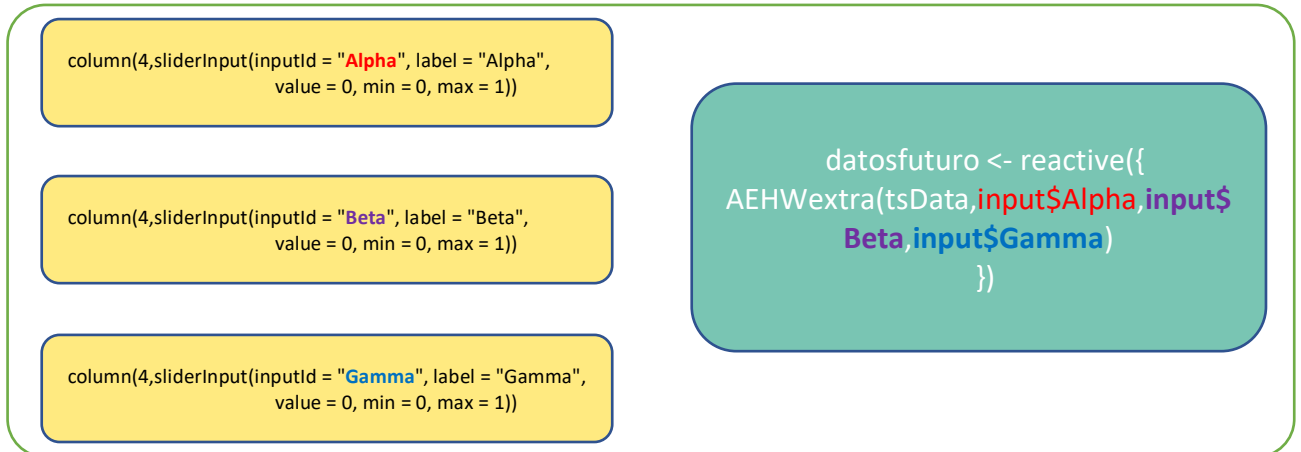 column(4,sliderInput(inputId = "Alpha", label = "Alpha",
value = 0, min = 0, max = 1))
column(4,sliderInput(inputId = "Beta", label = "Beta",
value = 0, min = 0, max = 1))
column(4,sliderInput(inputId = "Gamma", label = "Gamma",
value = 0, min = 0, max = 1))
datosfuturo <- reactive({
AEHWextra(tsData,input$Alpha,input$
Beta,input$Gamma)
})